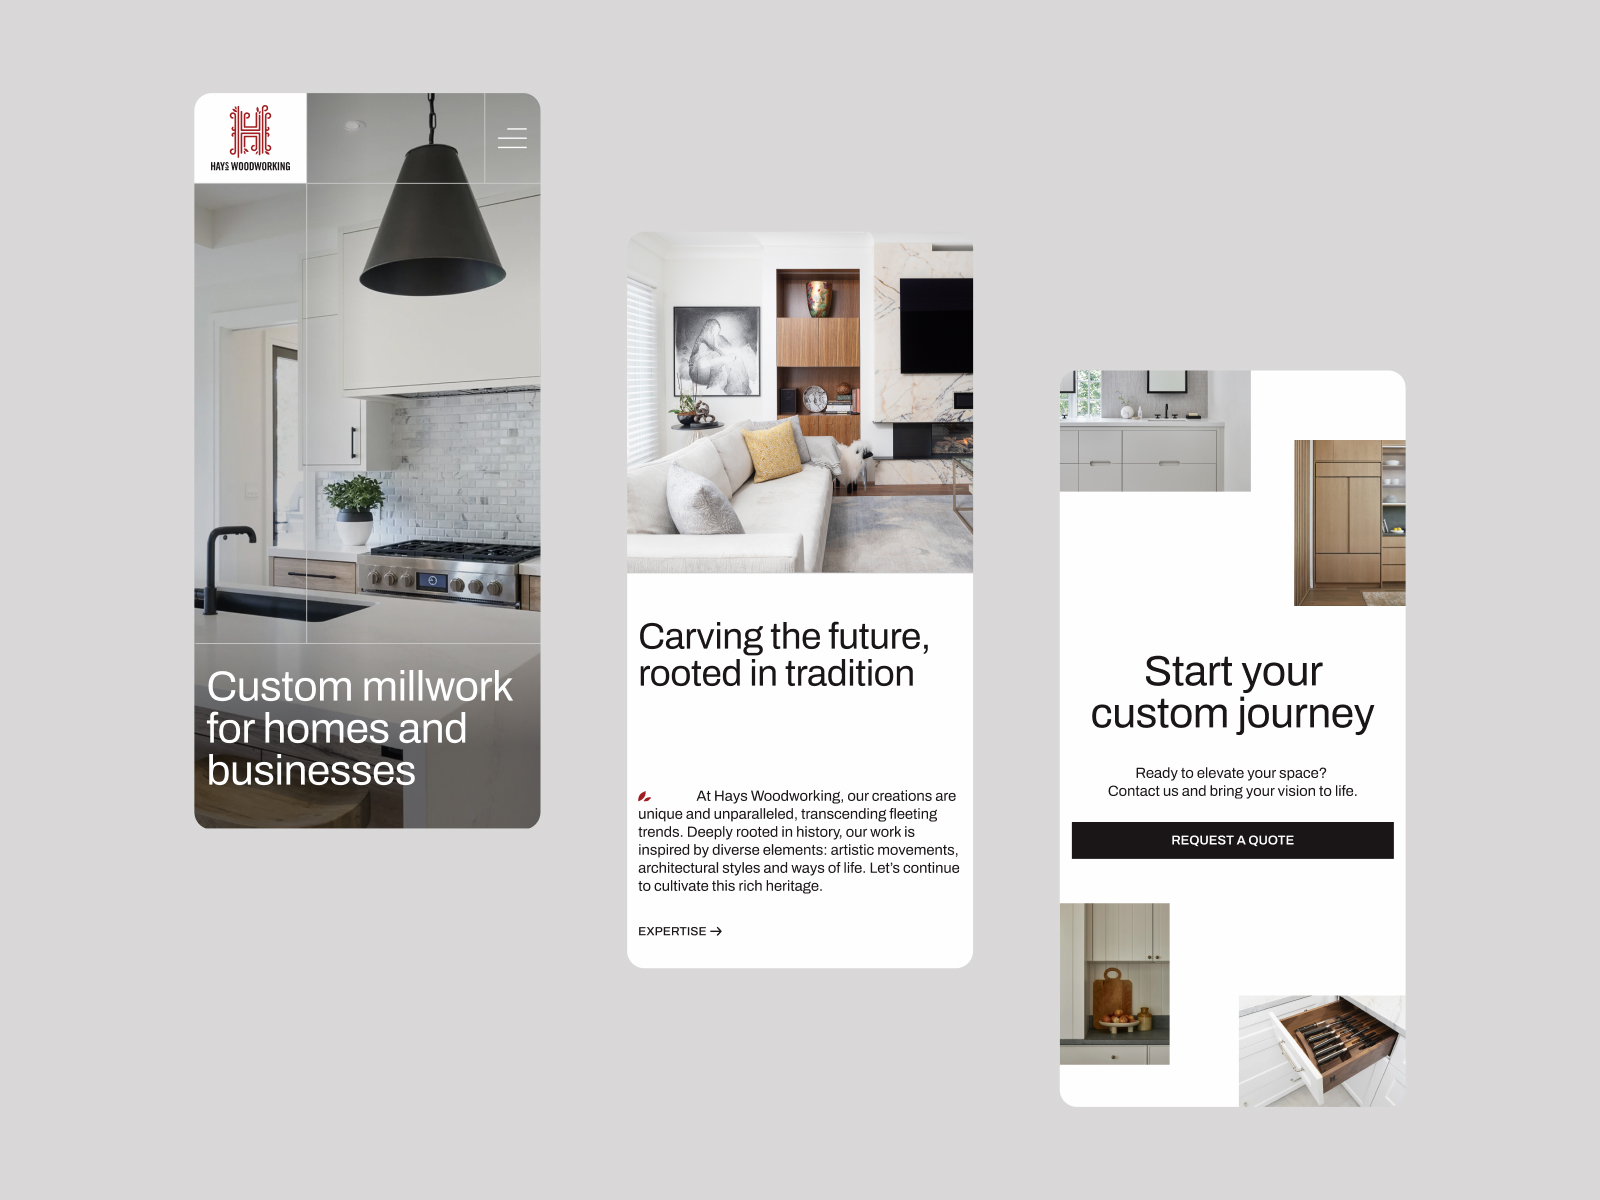 HAYS WOODWORKING
Custom millwork
for homes and
businesses
Carving the future,
rooted in tradition
At Hays Woodworking, our creations are
unique and unparalleled, transcending fleeting
trends. Deeply rooted in history, our work is
inspired by diverse elements: artistic movements,
architectural styles and ways of life. Let’s continue
to cultivate this rich heritage.
EXPERTISE →
Start your
custom journey
Ready to elevate your space?
Contact us and bring your vision to life.
REQUEST A QUOTE